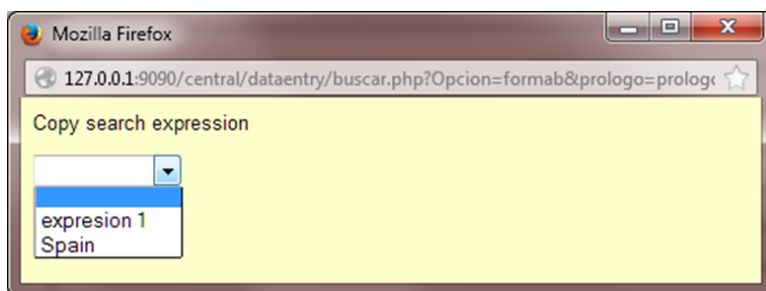 Mozilla Firefox
127.0.0.1:9090/central/dataentry/buscar.php?Opcion=formab&prologo=prologo
Copy search expression
expresion 1
Spain